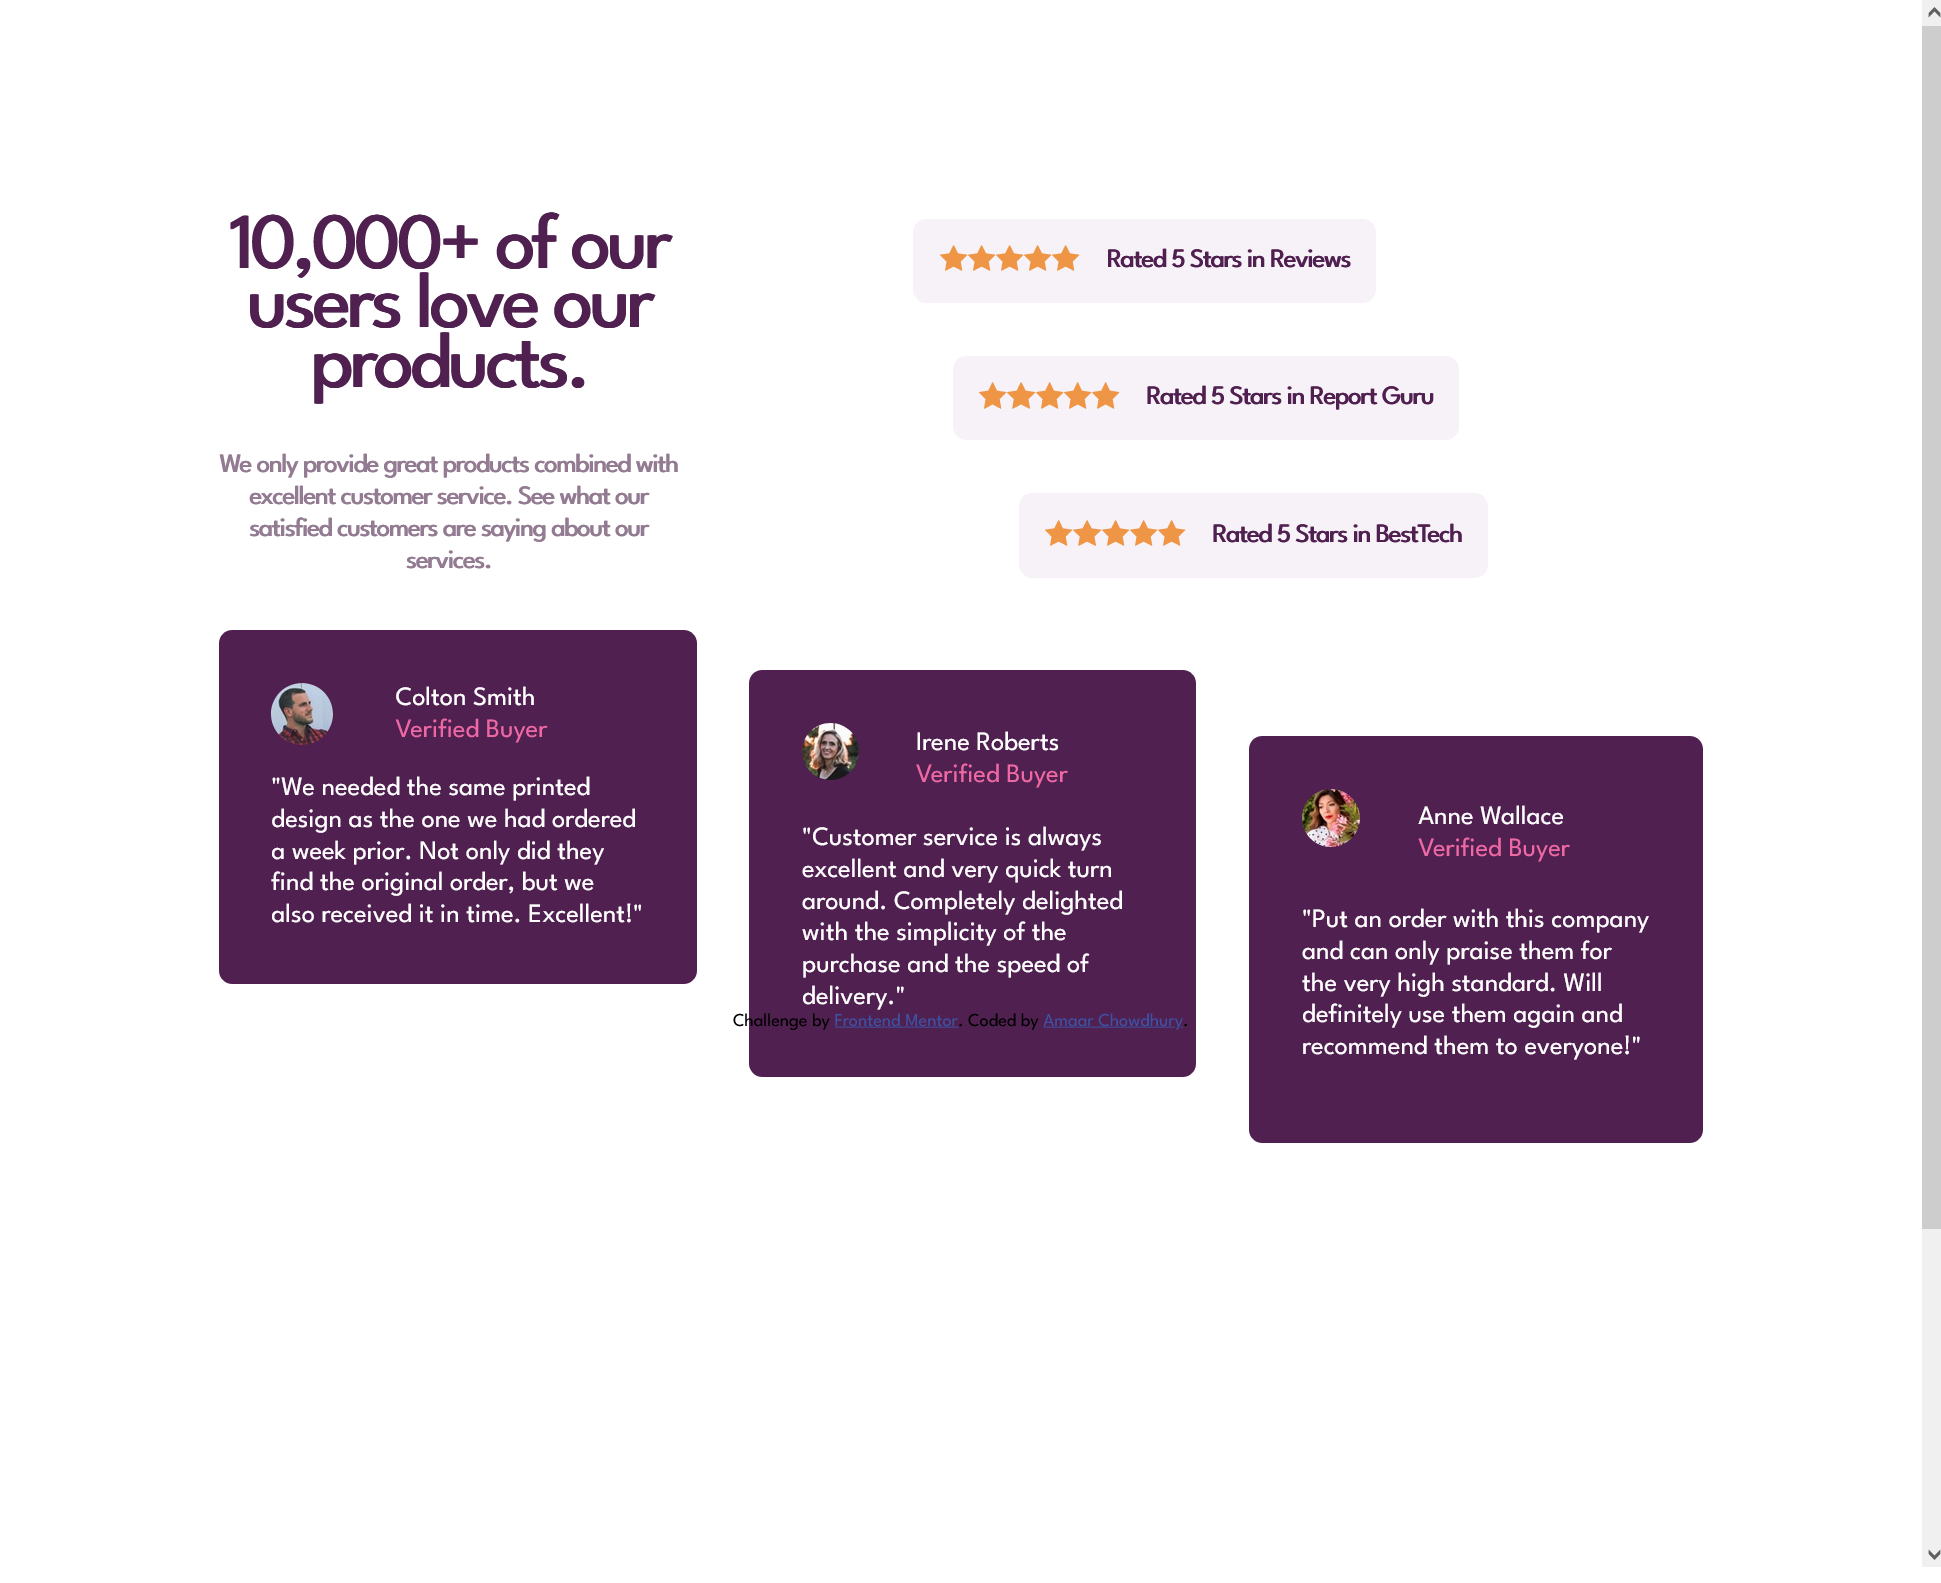 10,000+ of our
users love our
products.
We only provide great products combined with
excellent customer service. See what our
satisfied customers are saying about our
services.
Rated 5 Stars in Reviews
Rated 5 Stars in Report Guru
Rated 5 Stars in BestTech
Colton Smith
Verified Buyer
"We needed the same printed
design as the one we had ordered
a week prior. Not only did they
find the original order, but we
also received it in time. Excellent!"
Irene Roberts
Verified Buyer
"Customer service is always
excellent and very quick turn
around. Completely delighted
with the simplicity of the
purchase and the speed of
delivery."
Anne Wallace
Verified Buyer
"Put an order with this company
and can only praise them for
the very high standard. Will
definitely use them again and
recommend them to everyone!"
Challenge by Frontend Mentor. Coded by Amaar Chowdhury.